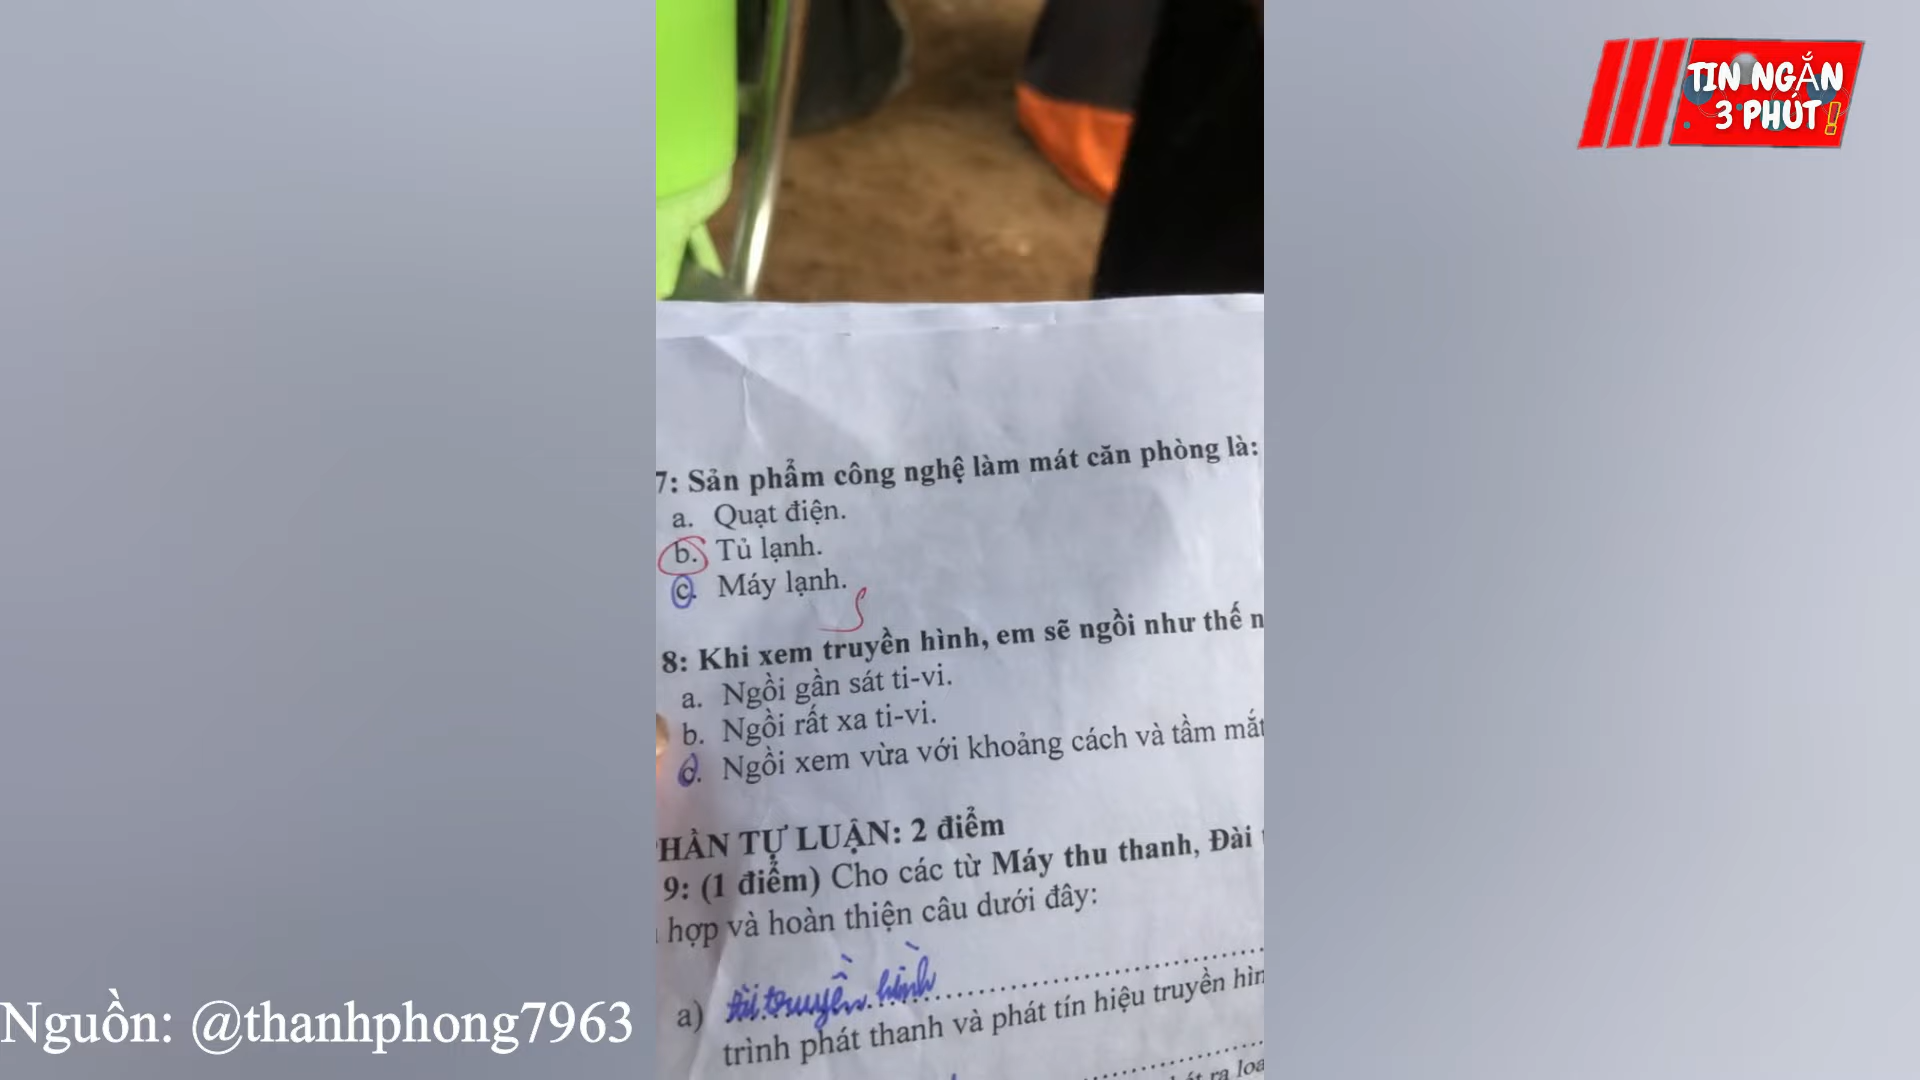 TIN NGẮN
3 PHÚT!
7: Sản phẩm công nghệ làm mát căn phòng là:
a. Quạt điện.
b. Tủ lạnh.
c. Máy lạnh.
8: Khi xem truyền hình, em sẽ ngồi như thế
a. Ngồi gần sát ti-vi.
b. Ngồi rất xa ti-vi.
c. Ngồi xem vừa với khoảng cách và tầm mắt
HẦN TỰ LUẬN: 2 điểm
9: (1 điểm) Cho các từ Máy thu thanh, Đài
hợp và hoàn thiện câu dưới đây:
a) Đài truyền hình
trình phát thanh và phát tín hiệu truyền
ra
Nguồn: @thanhphong7963